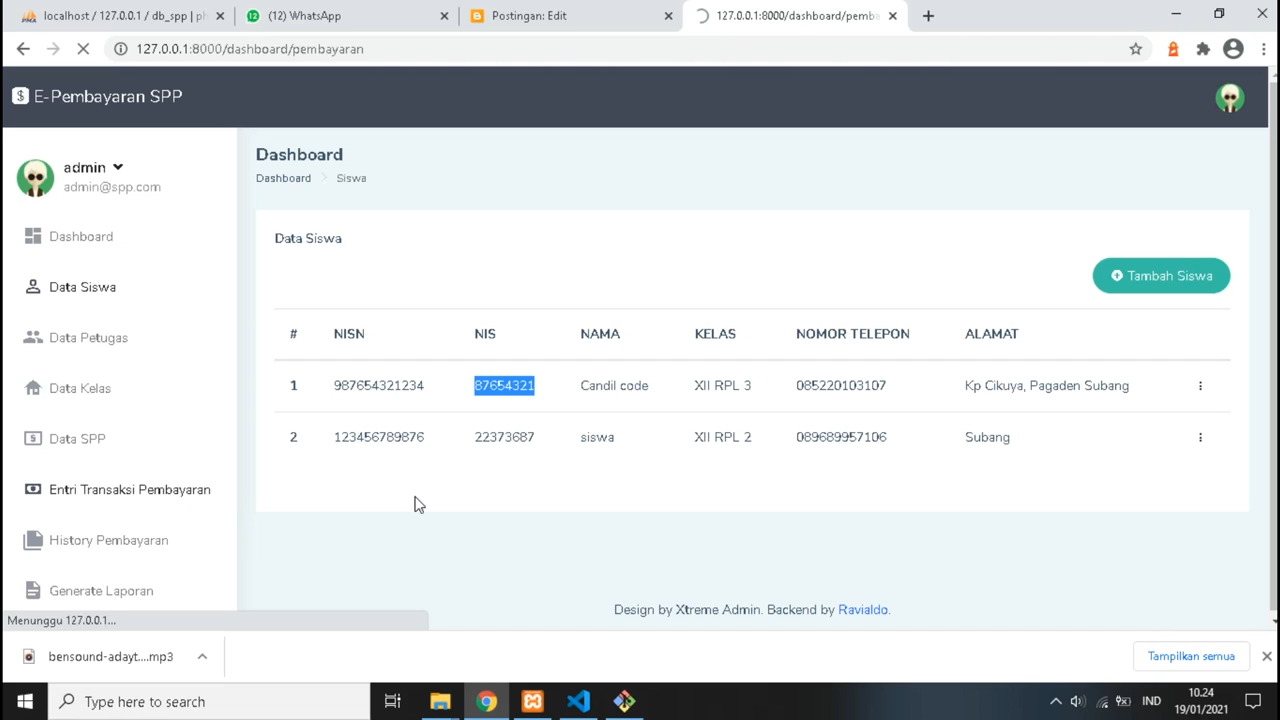 localhost / 127.0.0.1 / db_spp | ph
(12) WhatsApp
Postingan: Edit
127.0.0.1:8000/dashboard/pemba
127.0.0.1:8000/dashboard/pembayaran
E-Pembayaran SPP
admin
admin@spp.com
Dashboard
Data Siswa
Data Petugas
Data Kelas
Data SPP
Entri Transaksi Pembayaran
History Pembayaran
Generate Laporan
Dashboard
Dashboard Siswa
Data Siswa
Tambah Siswa
# NISN NIS NAMA KELAS NOMOR TELEPON ALAMAT
1 987654321234 87654321 Candil code XII RPL 3 085220103107 Kp Cikuya, Pagaden Subang
2 123456789876 22373687 siswa XII RPL 2 089689957106 Subang
Design by Xtreme Admin. Backend by Ravialdo.
Menunggu 127.0.0.1...
bensound-adayt....mp3
Tampilkan semua
Type here to search
IND
10.24
19/01/2021